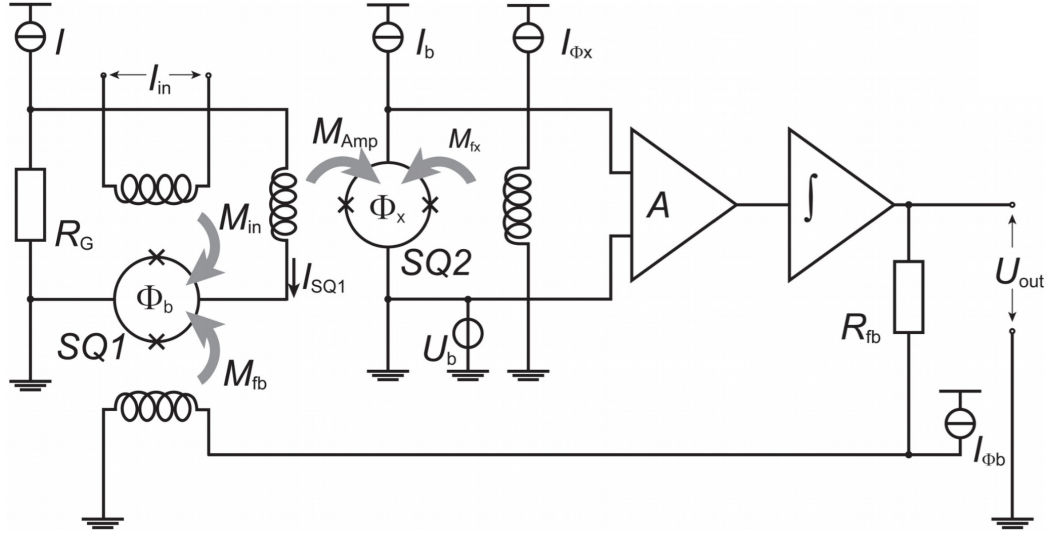 I
I_in
I_b
I_Φx
M_Amp
M_fx
A
∫
R_G
M_in
Φ_x
SQ2
I_SQ1
Φ_b
SQ1
U_b
U_out
R_fb
M_fb
I_Φb